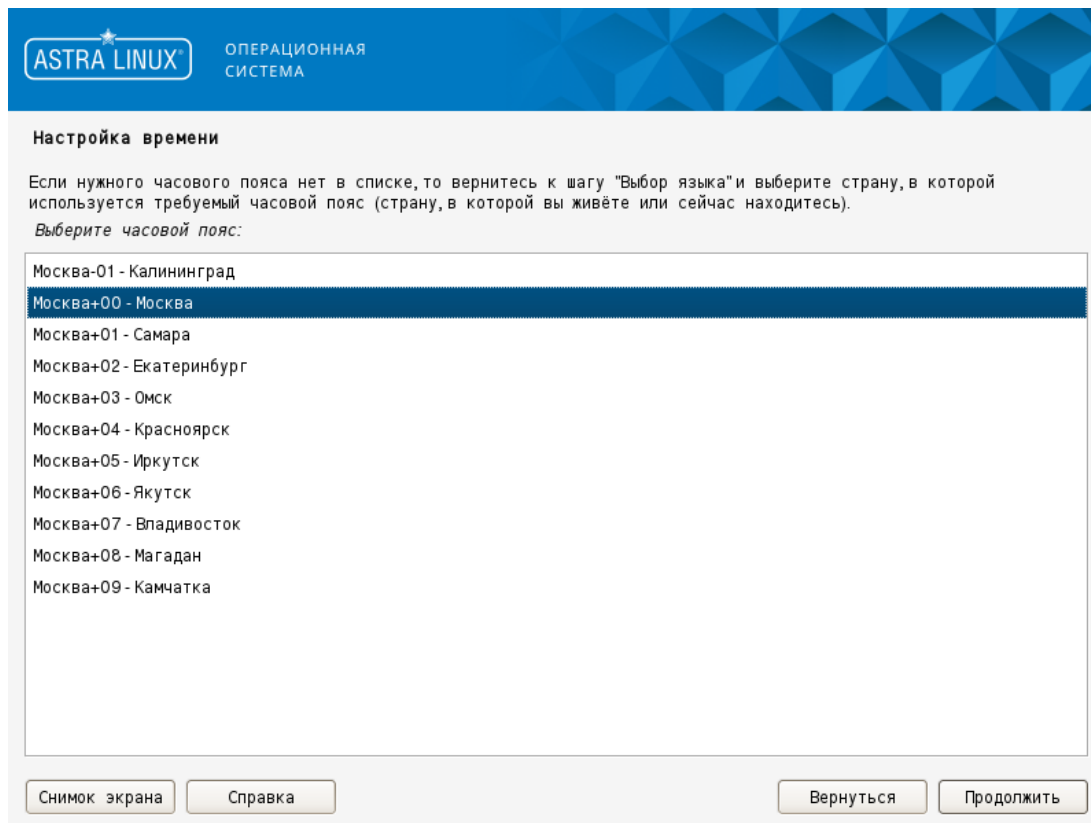 ASTRA LINUX®
ОПЕРАЦИОННАЯ
СИСТЕМА
Настройка времени
Если нужного часового пояса нет в списке, то вернитесь к шагу "Выбор языка" и выберите страну, в которой
используется требуемый часовой пояс (страну, в которой вы живёте или сейчас находитесь).
Выберите часовой пояс:
Москва-01 - Калининград
Москва+00 - Москва
Москва+01 - Самара
Москва+02 - Екатеринбург
Москва+03 - Омск
Москва+04 - Красноярск
Москва+05 - Иркутск
Москва+06 - Якутск
Москва+07 - Владивосток
Москва+08 - Магадан
Москва+09 - Камчатка
Снимок экрана
Справка
Вернуться
Продолжить